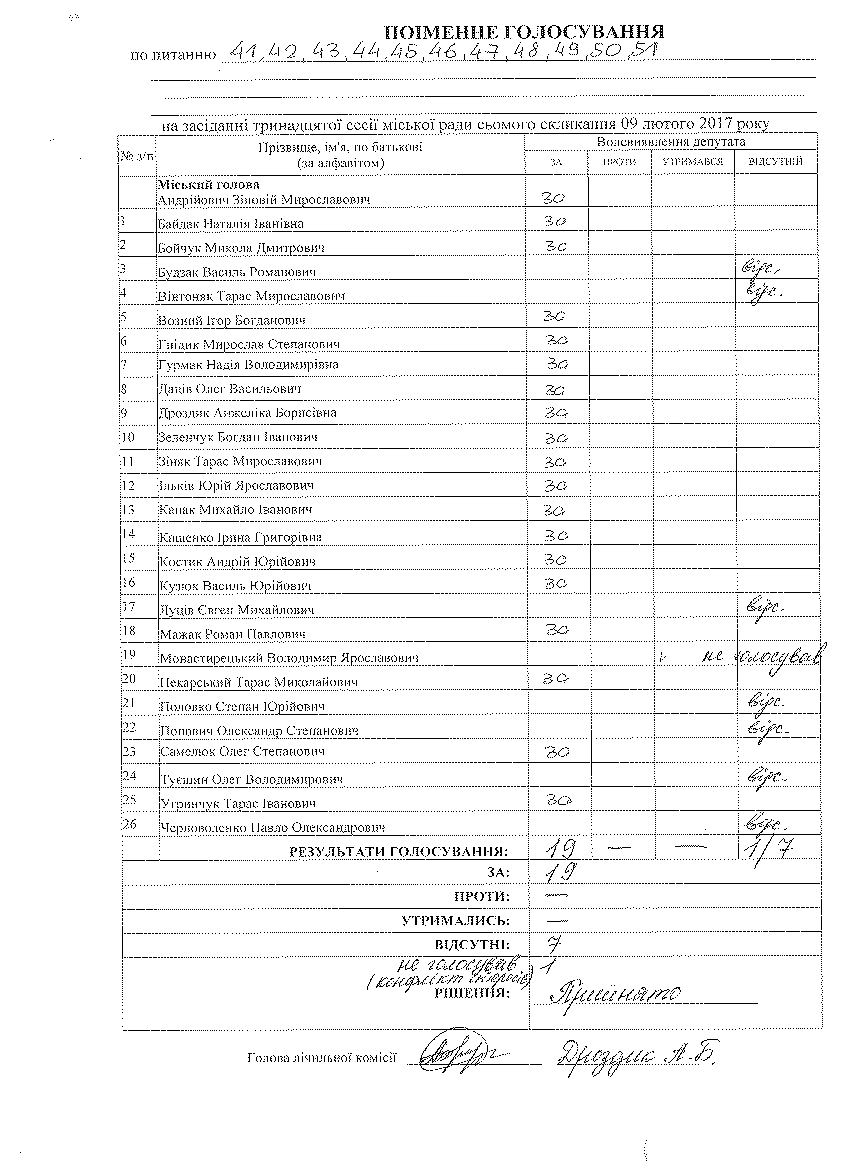 ПОІМЕННЕ ГОЛОСУВАННЯ
по питанню 41, 42, 43, 44, 45, 46, 47, 48, 49, 50, 51
на засіданні тринадцятої сесії міської ради сьомого скликання 09 лютого 2017 року
№ з/п Прізвище, ім'я, по батькові (за алфавітом) Волевиявлення депутата
ЗА ПРОТИ УТРИМАВСЯ ВІДСУТНІЙ
Міський голова
Андрійович Зіновій Мирославович за
1 Байдак Наталія Іванівна за
2 Бойчук Микола Дмитрович за
3 Будзак Василь Романович відс.
4 Вінтоняк Тарас Мирославович відс.
5 Возний Ігор Богданович за
6 Гнідик Мирослав Степанович за
7 Гурмак Надія Володимирівна за
8 Даців Олег Васильович за
9 Дроздик Анжеліка Борисівна за
10 Зеленчук Богдан Іванович за
11 Зіняк Тарас Мирославович за
12 Ільків Юрій Ярославович за
13 Капак Михайло Іванович за
14 Кащенко Ірина Григорівна за
15 Костик Андрій Юрійович за
16 Кузюк Василь Юрійович за
17 Луців Євген Михайлович відс.
18 Мажак Роман Павлович за
19 Монастирецький Володимир Ярославович не голосував
20 Пекарський Тарас Миколайович за
21 Половко Степан Юрійович відс.
22 Попович Олександр Степанович відс.
23 Самелюк Олег Степанович за
24 Туєшин Олег Володимирович відс.
25 Угринчук Тарас Іванович за
26 Черноволенко Павло Олександрович відс.
РЕЗУЛЬТАТИ ГОЛОСУВАННЯ: 19 — — 1/7
ЗА: 19
ПРОТИ: —
УТРИМАЛИСЬ: —
ВІДСУТНІ: 7
не голосував 1
(конфлікт інтересів)
РІШЕННЯ: Прийнято
Голова лічильної комісії Дроздик А.Б.